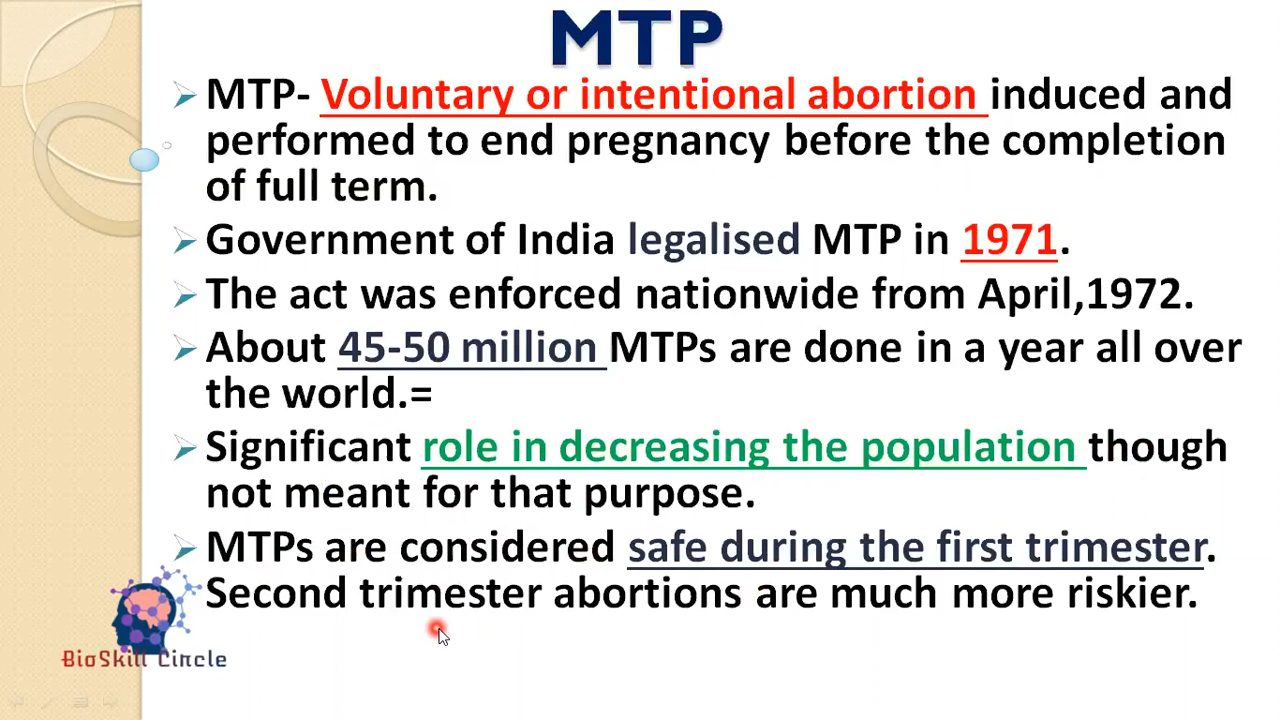 MTP
MTP- Voluntary or intentional abortion induced and
performed to end pregnancy before the completion
of full term.
Government of India legalised MTP in 1971.
The act was enforced nationwide from April,1972.
About 45-50 million MTPs are done in a year all over
the world.=
Significant role in decreasing the population though
not meant for that purpose.
MTPs are considered safe during the first trimester.
Second trimester abortions are much more riskier.
BioSkill Circle